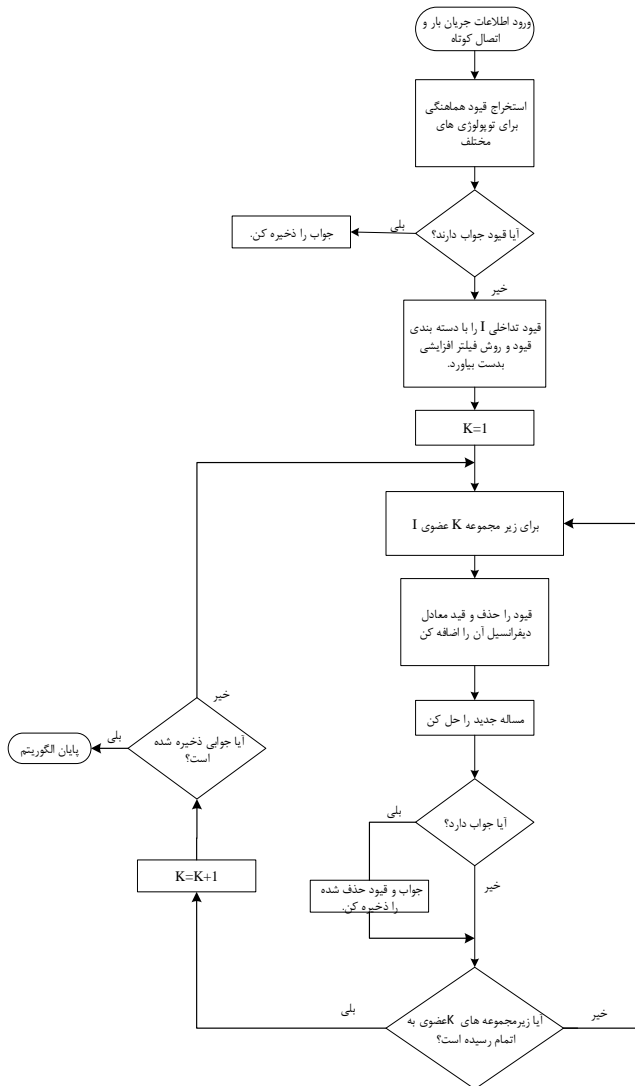 ورود اطلاعات جریان بار و
اتصال کوتاه
استخراج قیود هماهنگی
برای توپولوژی های
مختلف
آیا قیود جواب دارند؟
بلی
جواب را ذخیره کن.
خیر
قیود تداخلی I را با دسته بندی
قیود و روش فیلتر افزایشی
بدست بیاورد.
K=1
برای زیر مجموعه K عضوی I
قیود را حذف و قید معادل
دیفرانسیل آن را اضافه کن
مساله جدید را حل کن
آیا جواب دارد؟
بلی
خیر
جواب و قیود حذف شده
را ذخیره کن.
آیا زیرمجموعه های Kعضوی به
اتمام رسیده است؟
خیر
بلی
K=K+1
آیا جوابی ذخیره شده
است؟
خیر
بلی
پایان الگوریتم